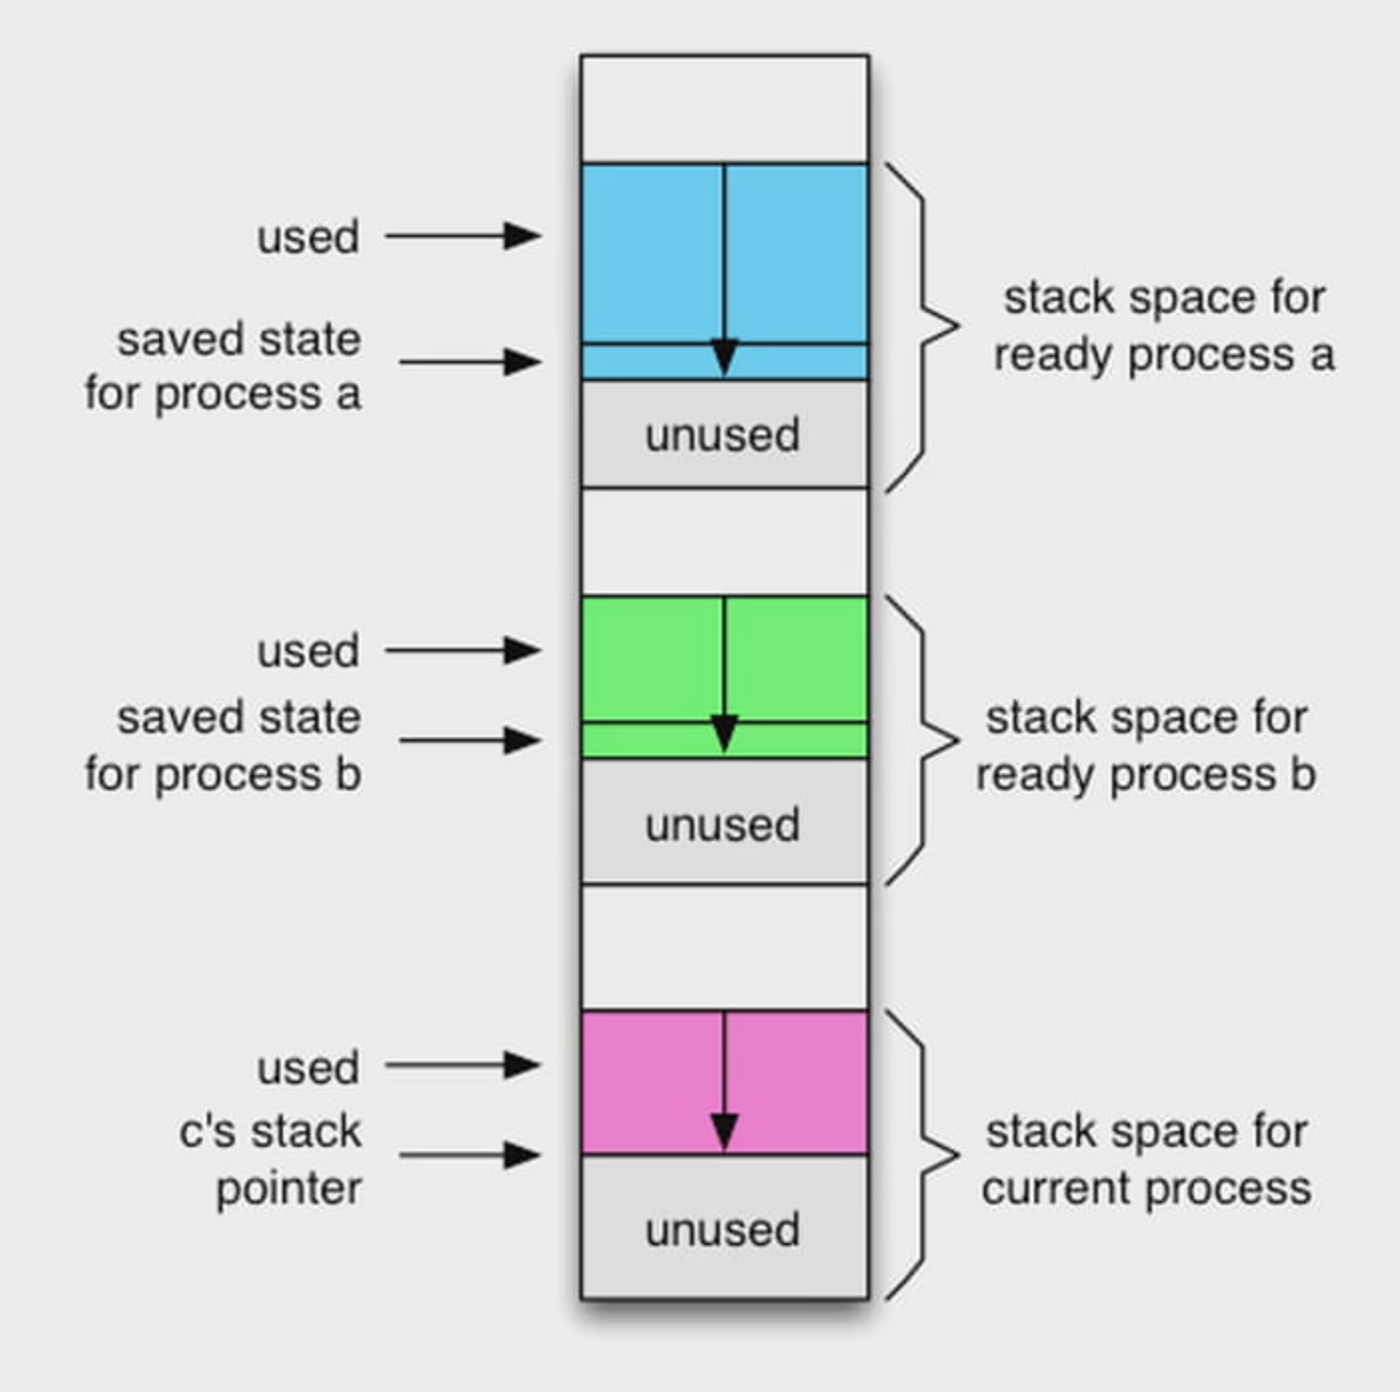 used
saved state
for process a
unused
stack space for
ready process a
used
saved state
for process b
unused
stack space for
ready process b
used
c's stack
pointer
unused
stack space for
current process